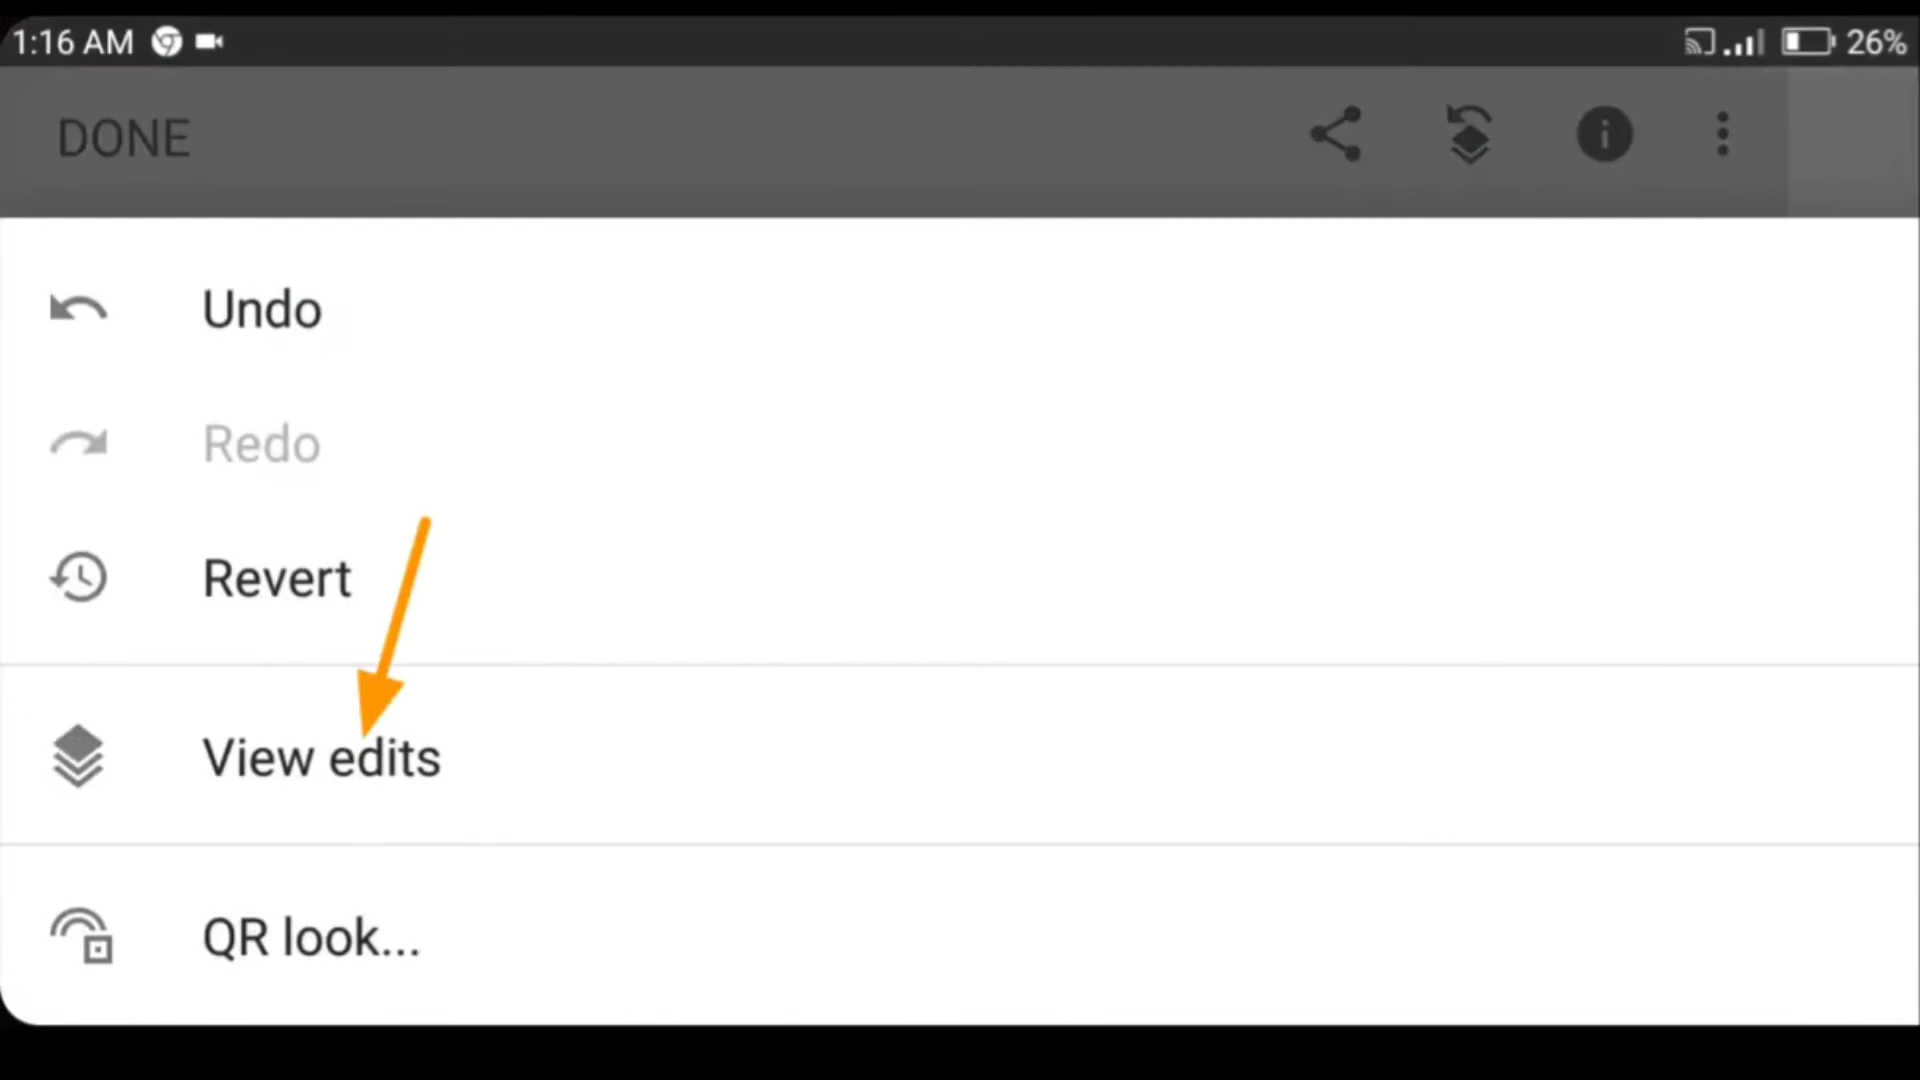 1:16 AM 26%
DONE
Undo
Redo
Revert
View edits
QR look...